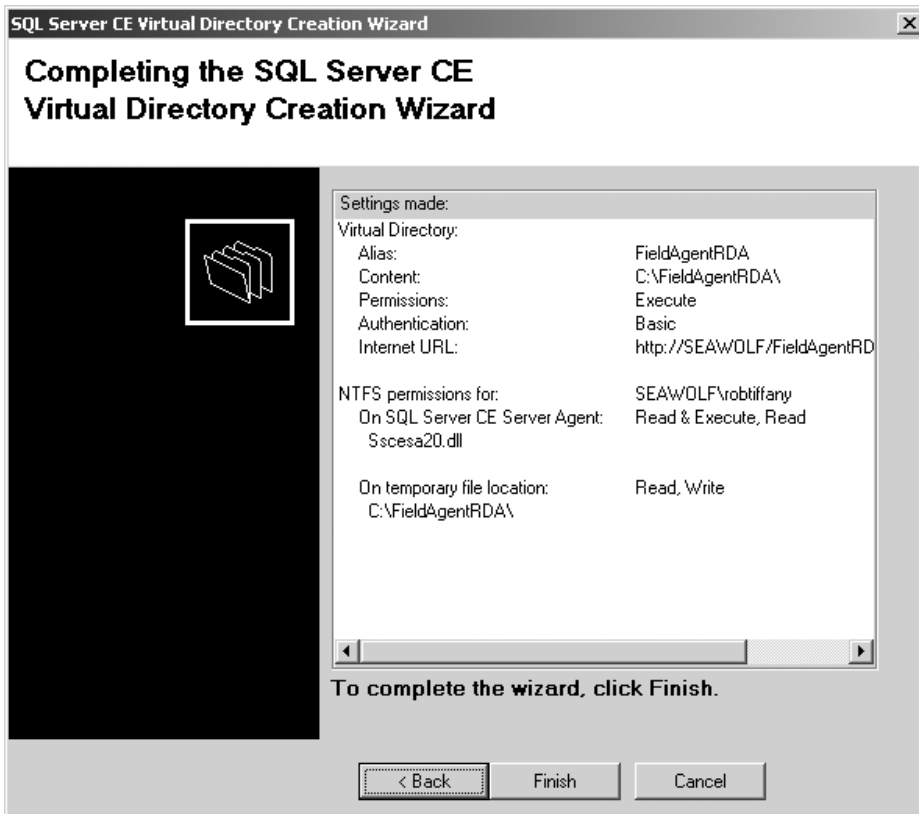 SQL Server CE Virtual Directory Creation Wizard
Completing the SQL Server CE
Virtual Directory Creation Wizard
Settings made:
Virtual Directory:
Alias: FieldAgentRDA
Content: C:\FieldAgentRDA\
Permissions: Execute
Authentication: Basic
Internet URL: http://SEAWOLF/FieldAgentRD
NTFS permissions for: SEAWOLF\robtiffany
On SQL Server CE Server Agent: Read & Execute, Read
Sscesa20.dll
On temporary file location: Read, Write
C:\FieldAgentRDA\
To complete the wizard, click Finish.
< Back Finish Cancel